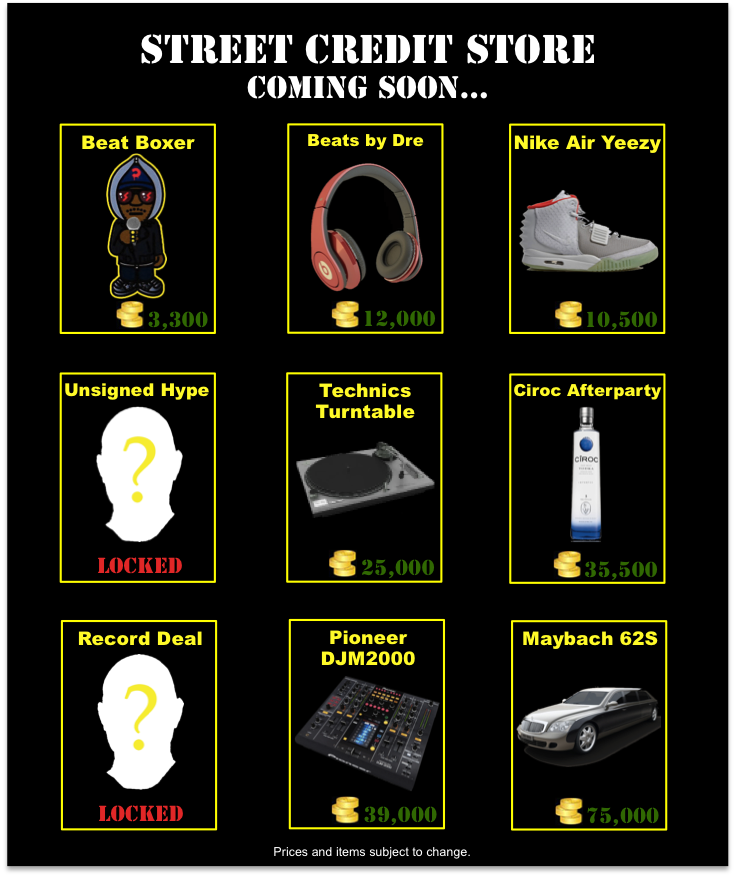 STREET CREDIT STORE
COMING SOON...
Beat Boxer
3,300
Beats by Dre
12,000
Nike Air Yeezy
10,500
Unsigned Hype
?
LOCKED
Technics
Turntable
25,000
Ciroc Afterparty
CÎROC
35,500
Record Deal
?
LOCKED
Pioneer
DJM2000
39,000
Maybach 62S
75,000
Prices and items subject to change.